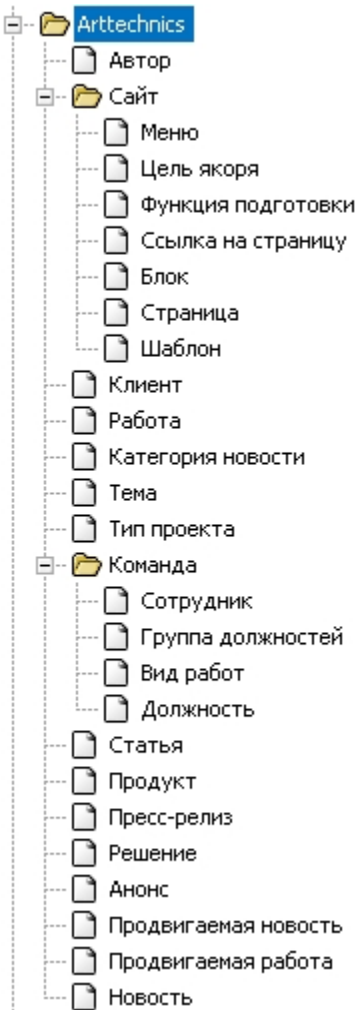 Arttechnics
Автор
Сайт
Меню
Цель якоря
Функция подготовки
Ссылка на страницу
Блок
Страница
Шаблон
Клиент
Работа
Категория новости
Тема
Тип проекта
Команда
Сотрудник
Группа должностей
Вид работ
Должность
Статья
Продукт
Пресс-релиз
Решение
Анонс
Продвигаемая новость
Продвигаемая работа
Новость